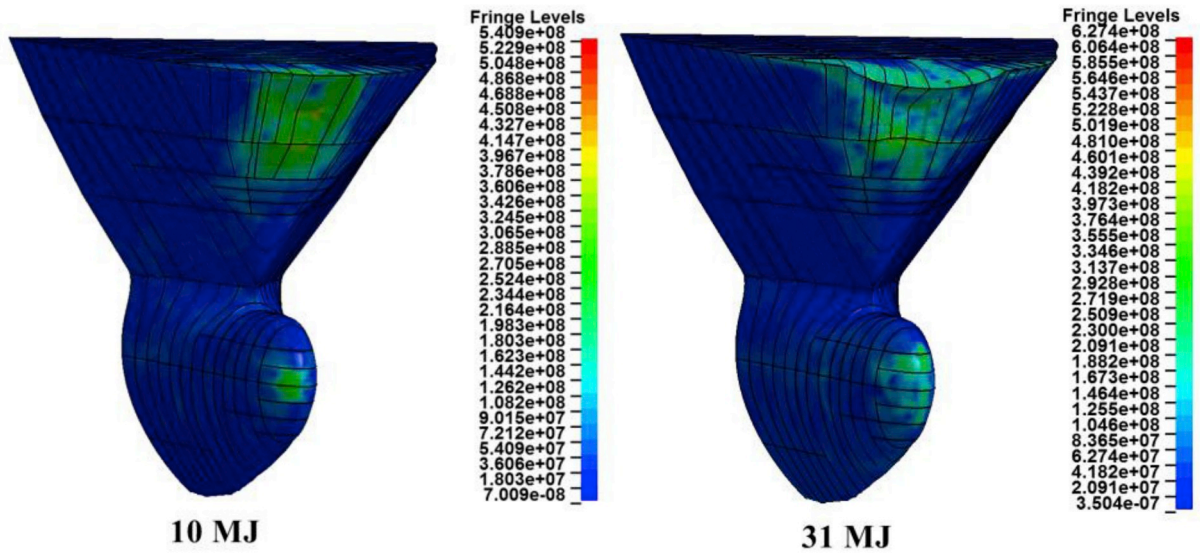 Fringe Levels
5.409e+08
5.229e+08
5.048e+08
4.868e+08
4.688e+08
4.508e+08
4.327e+08
4.147e+08
3.967e+08
3.786e+08
3.606e+08
3.426e+08
3.245e+08
3.065e+08
2.885e+08
2.705e+08
2.524e+08
2.344e+08
2.164e+08
1.983e+08
1.803e+08
1.623e+08
1.442e+08
1.262e+08
1.082e+08
9.015e+07
7.212e+07
5.409e+07
3.606e+07
1.803e+07
7.009e-08
10 MJ
Fringe Levels
6.274e+08
6.064e+08
5.855e+08
5.646e+08
5.437e+08
5.228e+08
5.019e+08
4.810e+08
4.601e+08
4.392e+08
4.182e+08
3.973e+08
3.764e+08
3.555e+08
3.346e+08
3.137e+08
2.928e+08
2.719e+08
2.509e+08
2.300e+08
2.091e+08
1.882e+08
1.673e+08
1.464e+08
1.255e+08
1.046e+08
8.365e+07
6.274e+07
4.182e+07
2.091e+07
3.504e-07
31 MJ